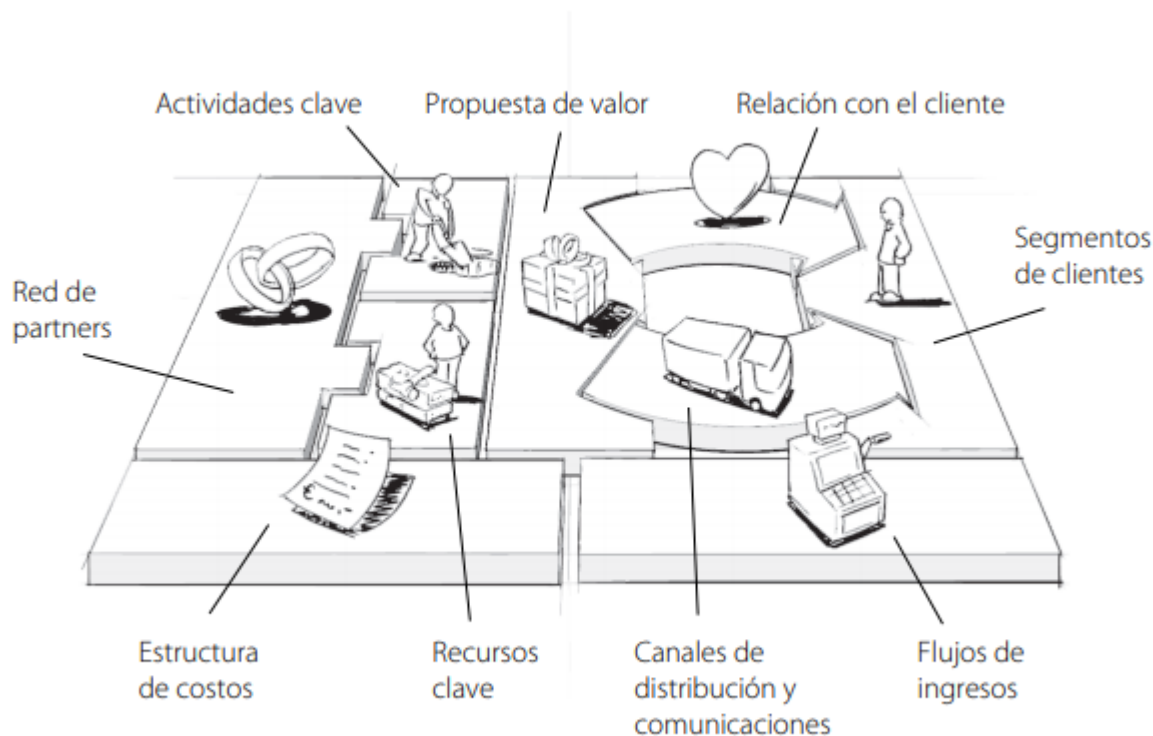 Actividades clave
Propuesta de valor
Relación con el cliente
Segmentos
de clientes
Red de
partners
Estructura
de costos
Recursos
clave
Canales de
distribución y
comunicaciones
Flujos de
ingresos